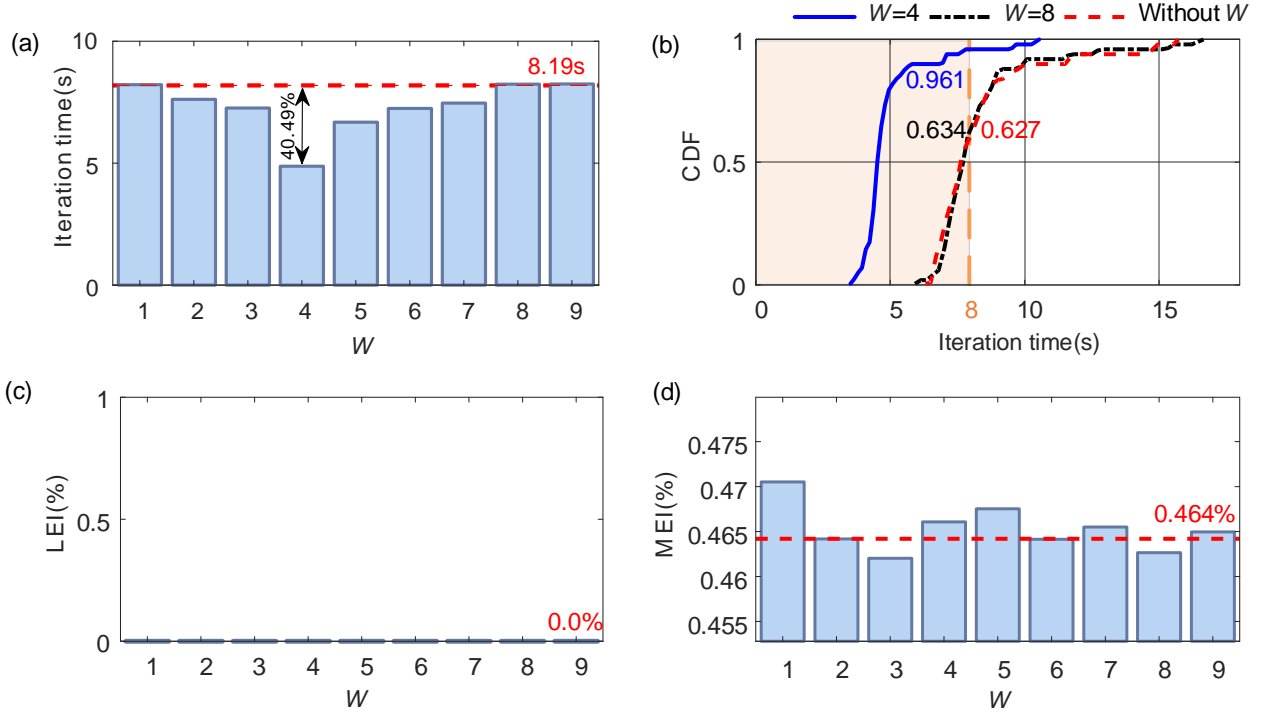 (a)
10
5
0
Iteration time(s)
8.19s
40.49%
1 2 3 4 5 6 7 8 9
W
W=4 W=8 Without W
(b)
1
0.5
0
CDF
0.961
0.634
0.627
0 5 8 10 15
Iteration time(s)
(c)
1
0.5
0
LEI(%)
0.0%
1 2 3 4 5 6 7 8 9
W
(d)
0.475
0.47
0.465
0.46
0.455
MEI(%)
0.464%
1 2 3 4 5 6 7 8 9
W